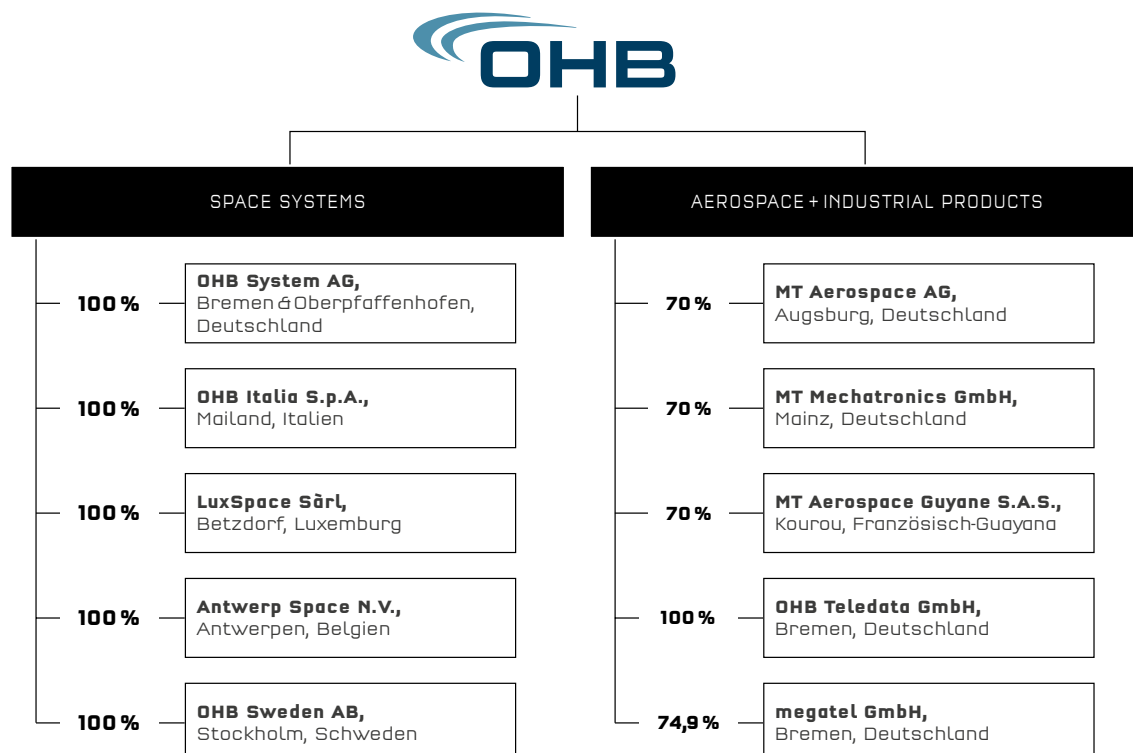 OHB
SPACE SYSTEMS
100 %
OHB System AG,
Bremen & Oberpfaffenhofen,
Deutschland
100 %
OHB Italia S.p.A.,
Mailand, Italien
100 %
LuxSpace Sàrl,
Betzdorf, Luxemburg
100 %
Antwerp Space N.V.,
Antwerpen, Belgien
100 %
OHB Sweden AB,
Stockholm, Schweden
AEROSPACE + INDUSTRIAL PRODUCTS
70 %
MT Aerospace AG,
Augsburg, Deutschland
70 %
MT Mechatronics GmbH,
Mainz, Deutschland
70 %
MT Aerospace Guyane S.A.S.,
Kourou, Französisch-Guayana
100 %
OHB Teledata GmbH,
Bremen, Deutschland
74,9 %
megatel GmbH,
Bremen, Deutschland